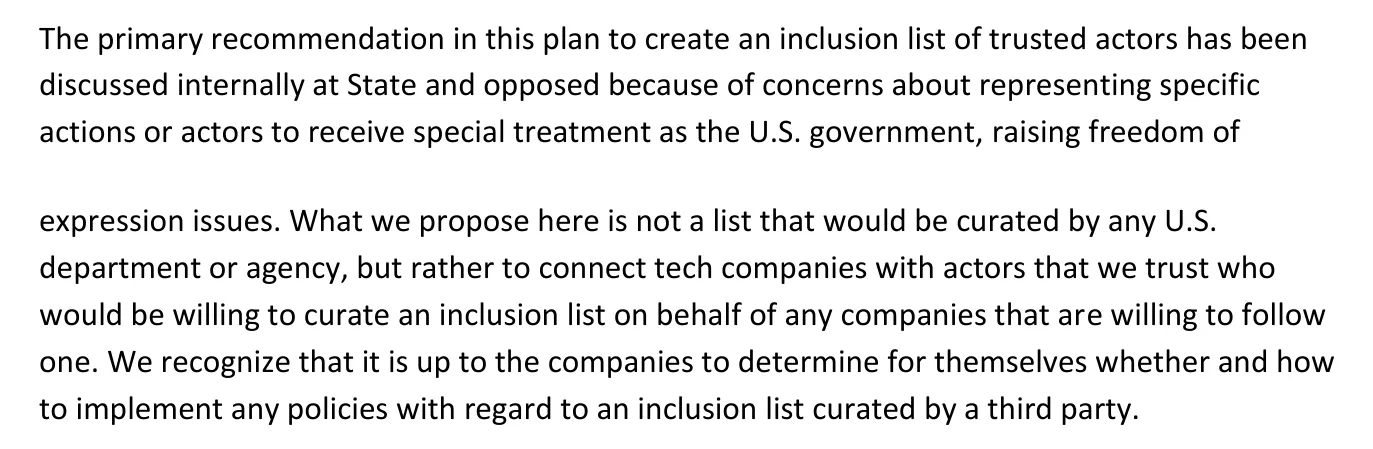 The primary recommendation in this plan to create an inclusion list of trusted actors has been
discussed internally at State and opposed because of concerns about representing specific
actions or actors to receive special treatment as the U.S. government, raising freedom of
expression issues. What we propose here is not a list that would be curated by any U.S.
department or agency, but rather to connect tech companies with actors that we trust who
would be willing to curate an inclusion list on behalf of any companies that are willing to follow
one. We recognize that it is up to the companies to determine for themselves whether and how
to implement any policies with regard to an inclusion list curated by a third party.